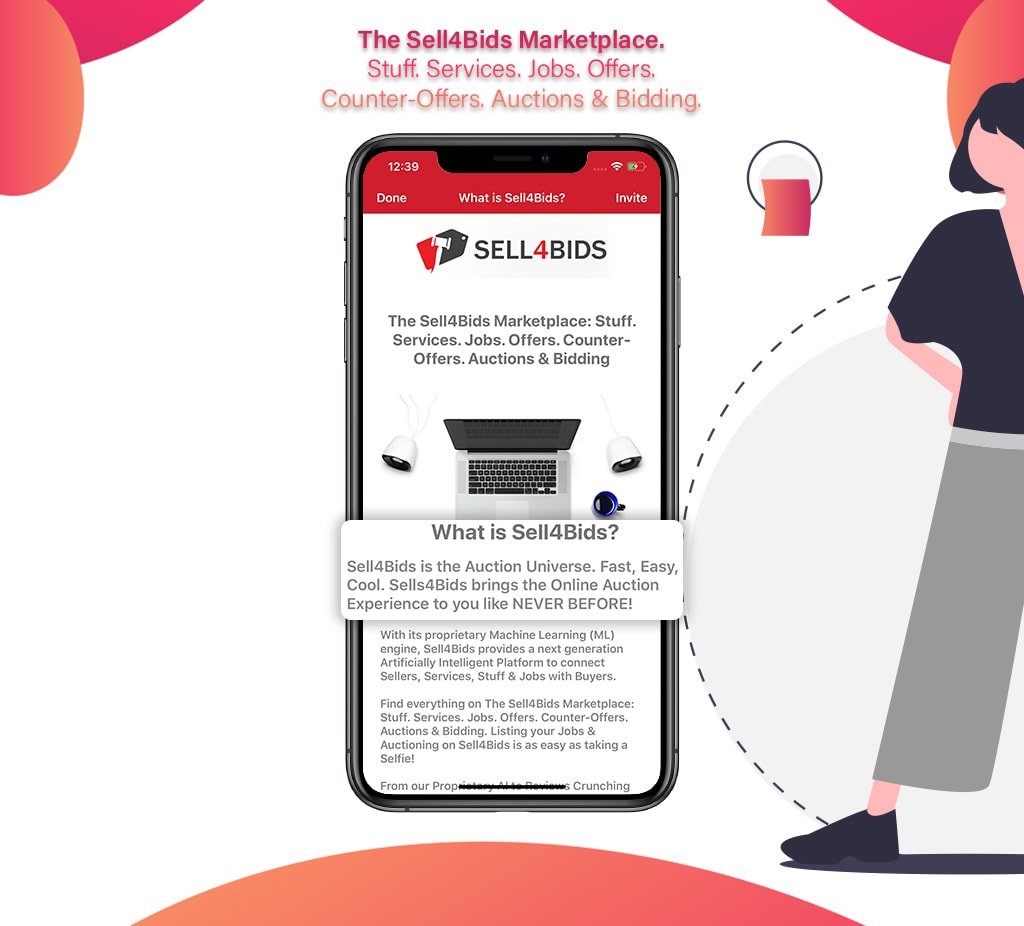 The Sell4Bids Marketplace.
Stuff. Services. Jobs. Offers.
Counter-Offers. Auctions & Bidding.
12:39
Done What is Sell4Bids? Invite
SELL4BIDS
The Sell4Bids Marketplace: Stuff.
Services. Jobs. Offers. Counter-
Offers. Auctions & Bidding
What is Sell4Bids?
Sell4Bids is the Auction Universe. Fast, Easy,
Cool. Sells4Bids brings the Online Auction
Experience to you like NEVER BEFORE!
With its proprietary Machine Learning (ML)
engine, Sell4Bids provides a next generation
Artificially Intelligent Platform to connect
Sellers, Services, Stuff & Jobs with Buyers.
Find everything on The Sell4Bids Marketplace:
Stuff. Services. Jobs. Offers. Counter-Offers.
Auctions & Bidding. Listing your Jobs &
Auctioning on Sell4Bids is as easy as taking a
Selfie!
From our Proprietary AI to Reviews Crunching